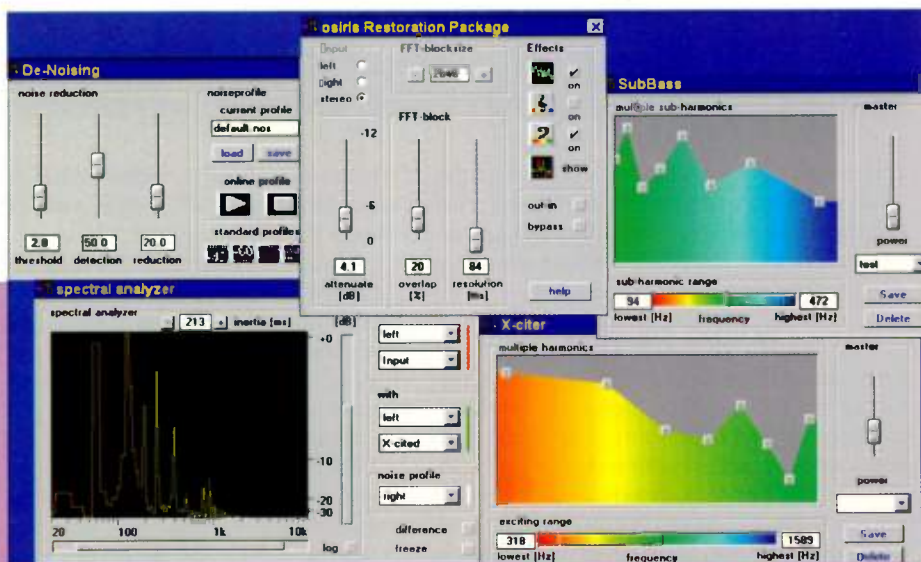 osiris Restoration Package
Input
left
right
stereo
-12
-6
0
4.1
attenuate
[dB]
FFT-blocksize
- 2048 +
FFT-block
20
overlap
[%]
84
resolution
[ms]
Effects
on
on
on
show
out-in
bypass
help
De-Noising
noise reduction
2.0
threshold
50.0
detection
20.0
reduction
noiseprofile
current profile
default.nos
load
save
online profile
standard profiles
SubBass
multiple sub-harmonics
sub-harmonic range
94
472
lowest [Hz]
frequency
highest [Hz]
master
power
test
Save
Delete
spectral analyzer
spectral analyzer
213 + inertia [ms]
[dB]
+0
-10
-20
-30
20
100
1k
10k
log
left
Input
with
left
X-cited
noise profile
right
difference
freeze
X-citer
multiple harmonics
exciting range
318
1589
lowest [Hz]
frequency
highest [Hz]
master
power
Save
Delete